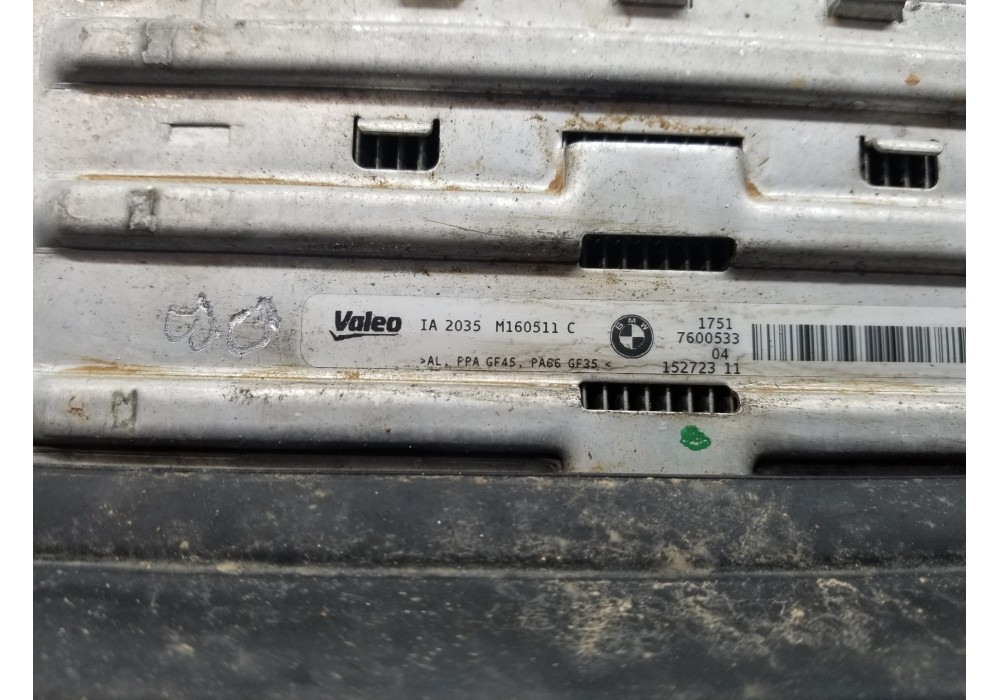 Valeo IA 2035 M160511 C
>AL, PPA GF45, PA66 GF35 <
BMW
1751
7600533
04
152723 11